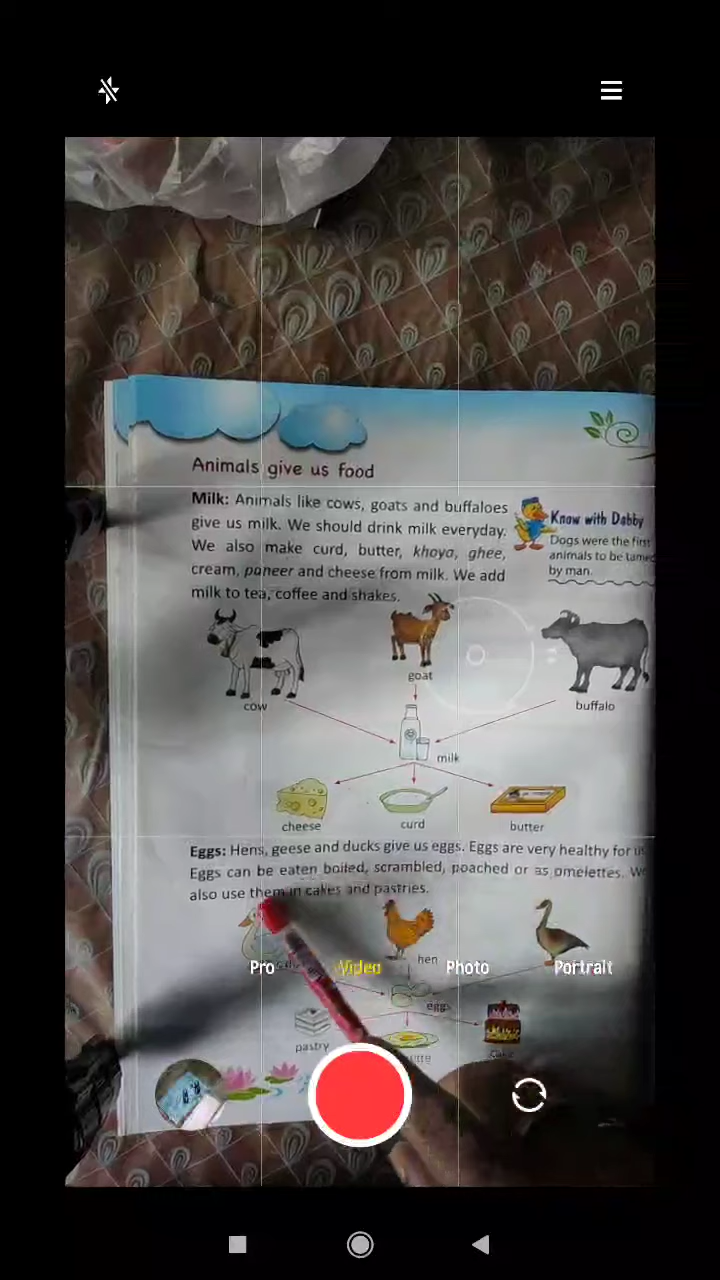 Animals give us food
Milk: Animals like cows, goats and buffaloes
give us milk. We should drink milk everyday.
We also make curd, butter, khoya, ghee,
cream, paneer and cheese from milk. We add
milk to tea, coffee and shakes.
Know with Dabby
Dogs were the first
animals to be tamed
by man.
goat
cow
buffalo
milk
cheese
curd
butter
Eggs: Hens, geese and ducks give us eggs. Eggs are very healthy for us
Eggs can be eaten boiled, scrambled, poached or as omelettes. We
also use them in cakes and pastries.
hen
Pro
Video
Photo
Portrait
egg
pastry
cake